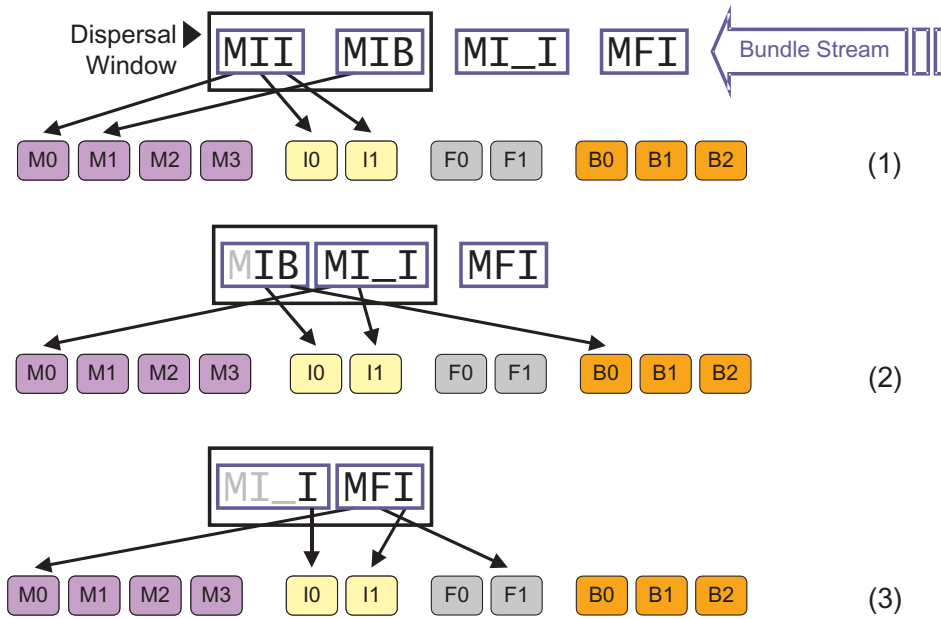 Dispersal
Window
MII MIB MI_I MFI Bundle Stream
M0 M1 M2 M3 I0 I1 F0 F1 B0 B1 B2 (1)
MIB MI_I MFI
M0 M1 M2 M3 I0 I1 F0 F1 B0 B1 B2 (2)
MI_I MFI
M0 M1 M2 M3 I0 I1 F0 F1 B0 B1 B2 (3)